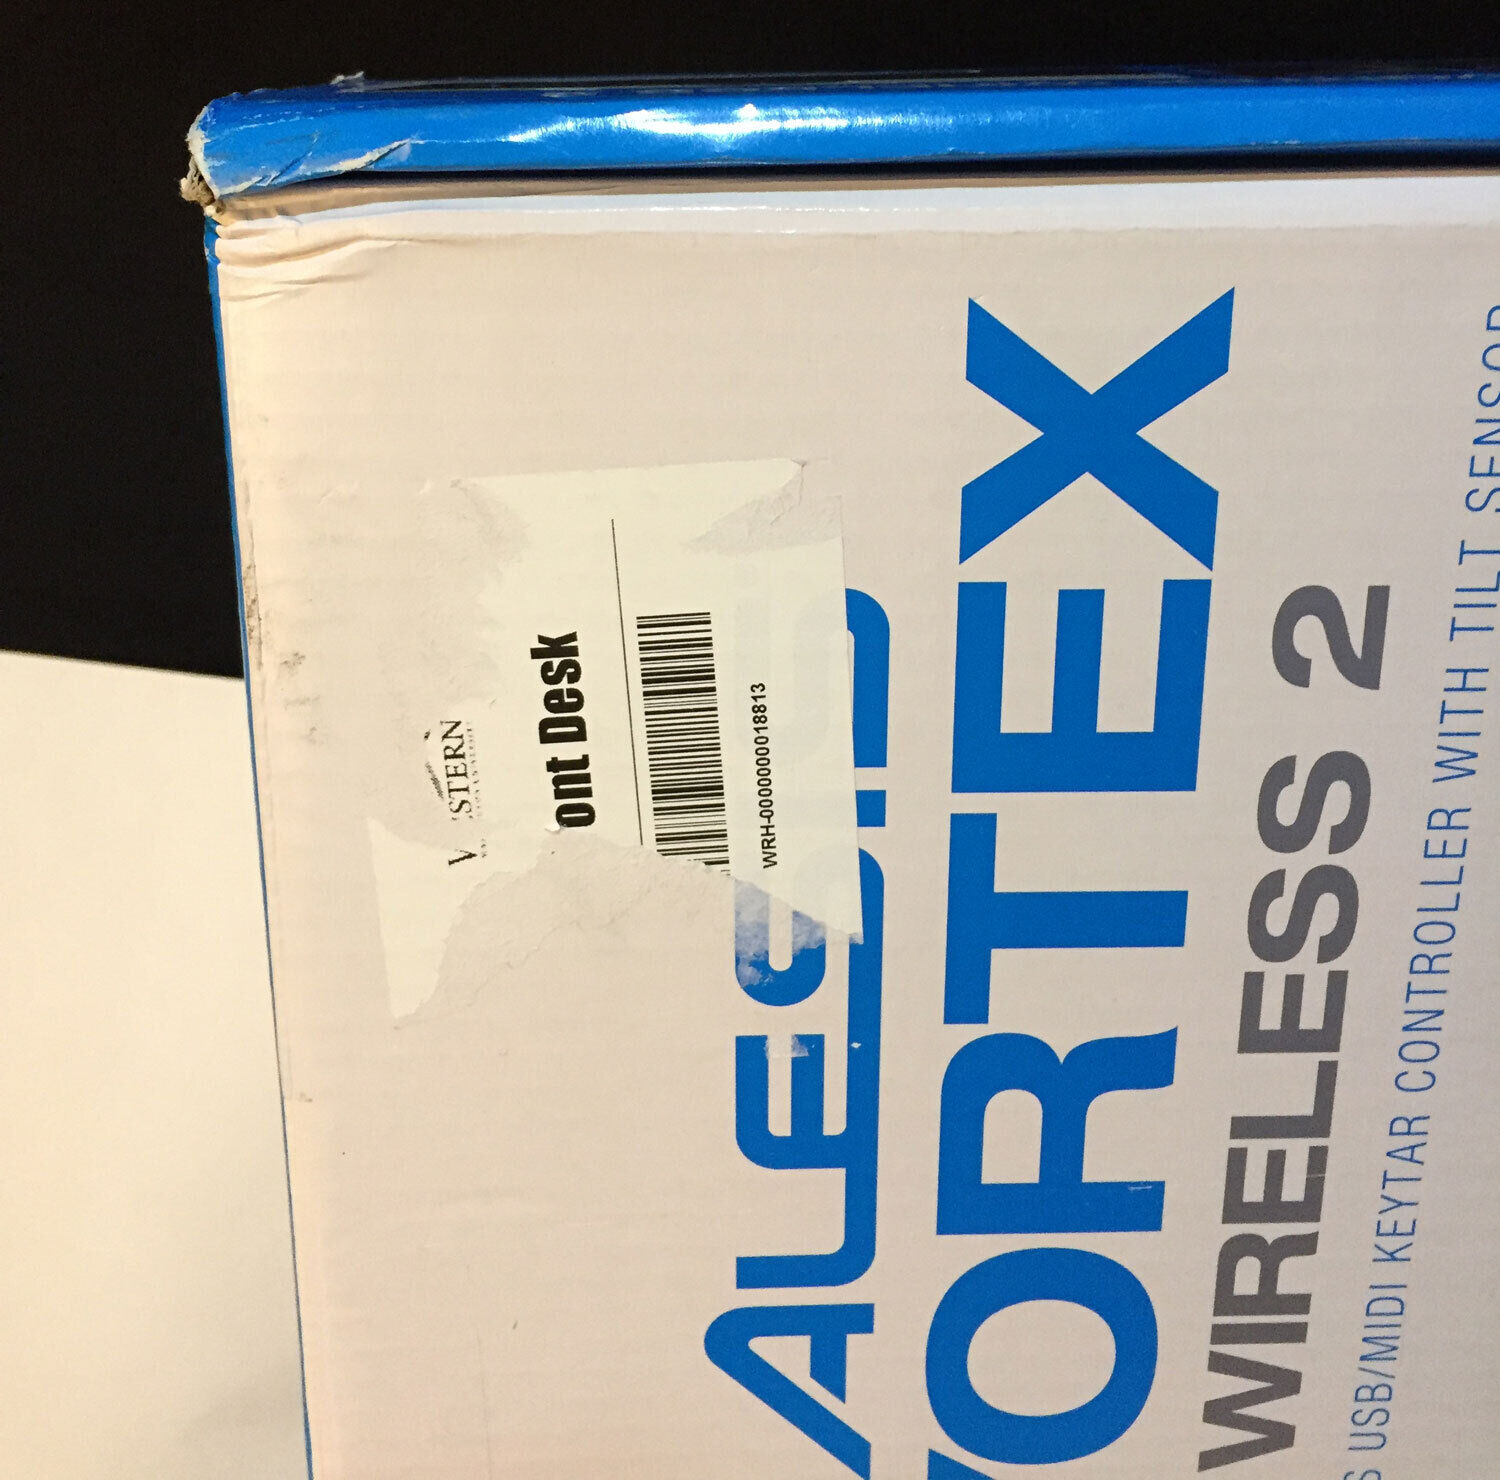 STERN
ont Desk
WRH-0000000018813
ALESIS
VORTEX
WIRELESS 2
S USB/MIDI KEYTAR CONTROLLER WITH TILT SENSOR